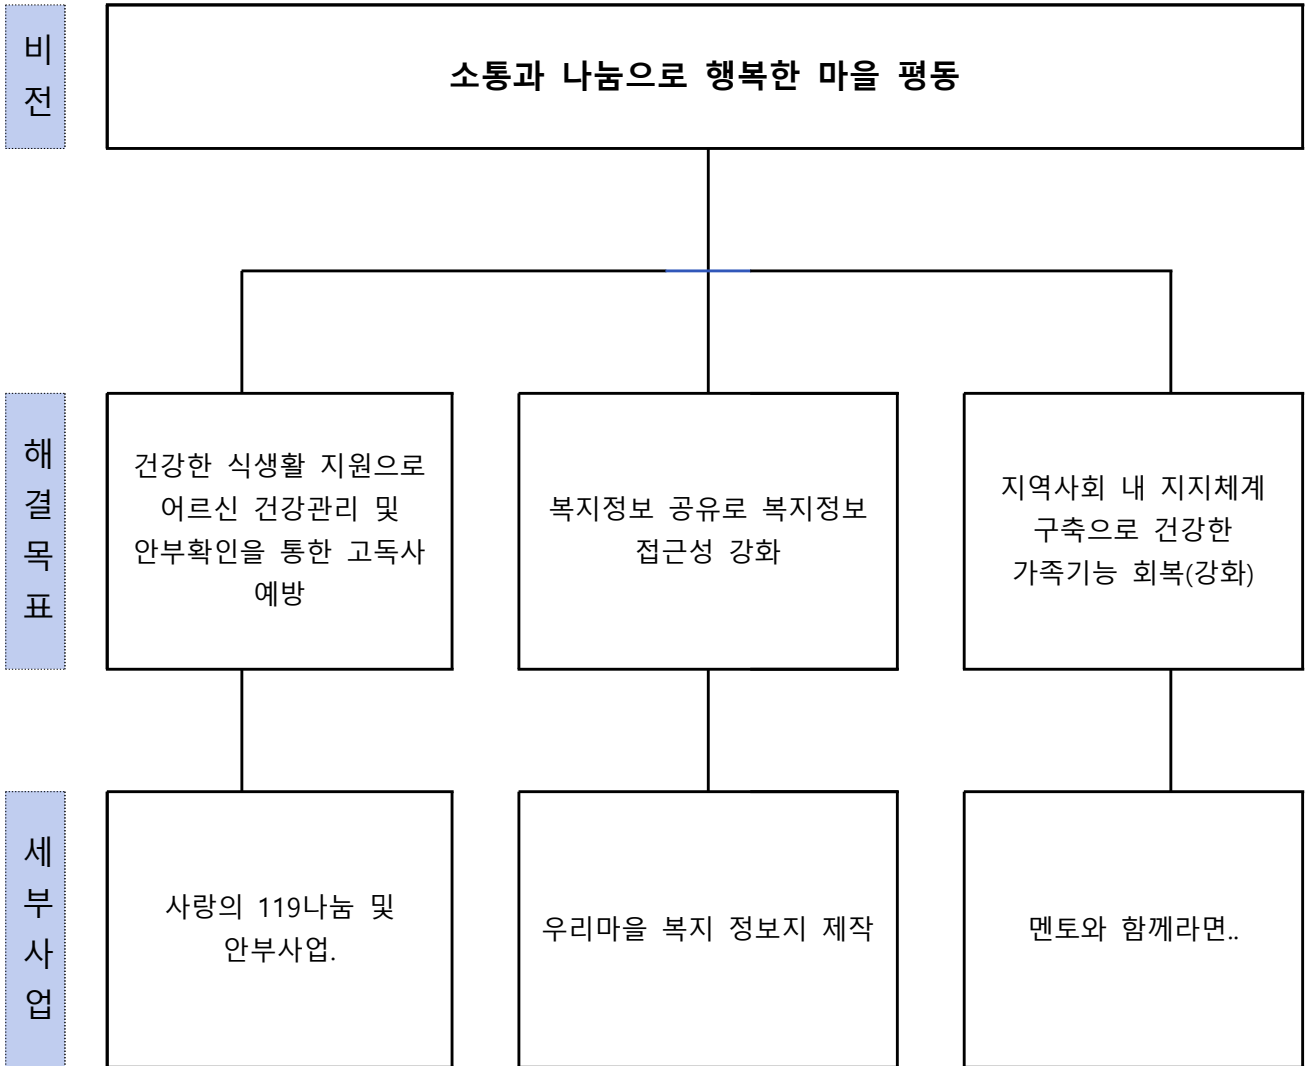 비
전
소통과 나눔으로 행복한 마을 평동
해
결
목
표
건강한 식생활 지원으로
어르신 건강관리 및
안부확인을 통한 고독사
예방
복지정보 공유로 복지정보
접근성 강화
지역사회 내 지지체계
구축으로 건강한
가족기능 회복(강화)
세
부
사
업
사랑의 119나눔 및
안부사업.
우리마을 복지 정보지 제작
멘토와 함께라면..